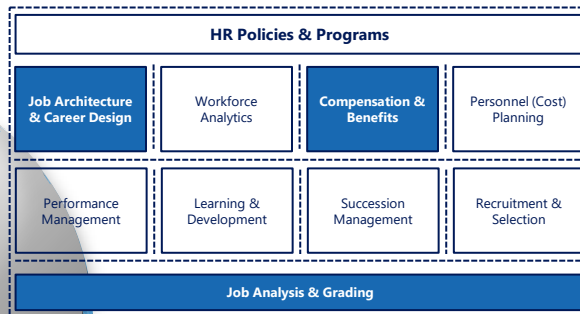 HR Policies & Programs
Job Architecture
& Career Design
Workforce
Analytics
Compensation &
Benefits
Personnel (Cost)
Planning
Performance
Management
Learning &
Development
Succession
Management
Recruitment &
Selection
Job Analysis & Grading